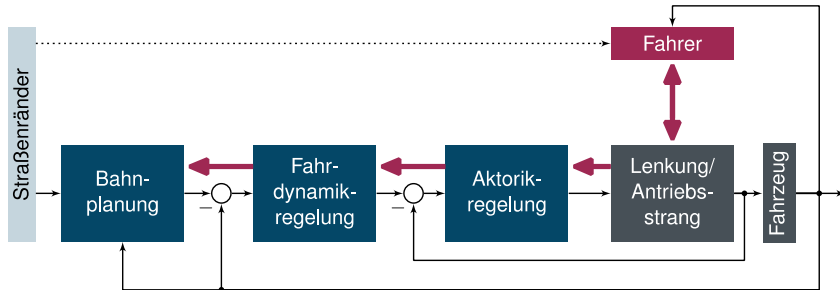 Straßenränder
Fahrer
Bahn-
planung
Fahr-
dynamik-
regelung
Aktorik-
regelung
Lenkung/
Antriebs-
strang
Fahrzeug
−
−